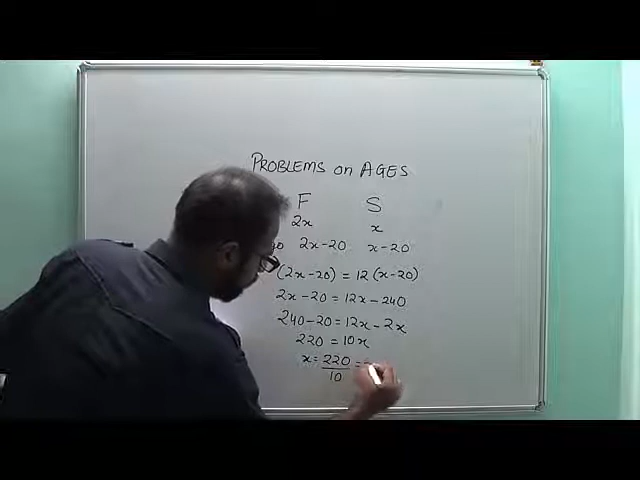 PROBLEMS on AGES
F S
2x x
2x-20 x-20
(2x-20) = 12(x-20)
2x-20 = 12x-240
240-20 = 12x-2x
220 = 10x
x = 220/10 =